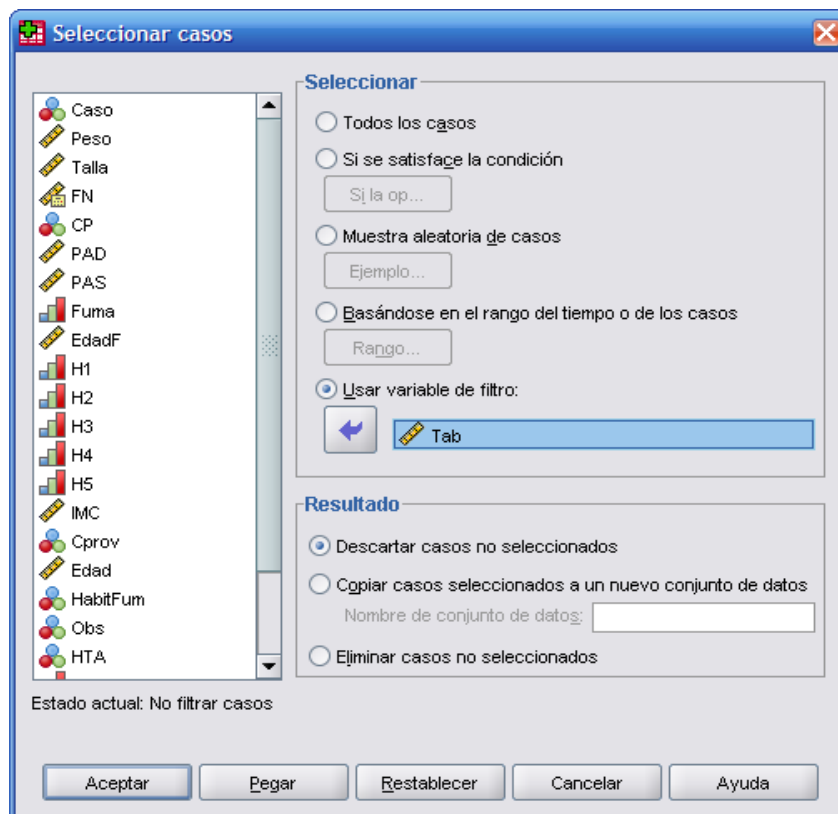 Seleccionar casos
Caso
Peso
Talla
FN
CP
PAD
PAS
Fuma
EdadF
H1
H2
H3
H4
H5
IMC
Cprov
Edad
HabitFum
Obs
HTA
Estado actual: No filtrar casos
Seleccionar
Todos los casos
Si se satisface la condición
Si la op...
Muestra aleatoria de casos
Ejemplo...
Basándose en el rango del tiempo o de los casos
Rango...
Usar variable de filtro:
Tab
Resultado
Descartar casos no seleccionados
Copiar casos seleccionados a un nuevo conjunto de datos
Nombre de conjunto de datos:
Eliminar casos no seleccionados
Aceptar
Pegar
Restablecer
Cancelar
Ayuda